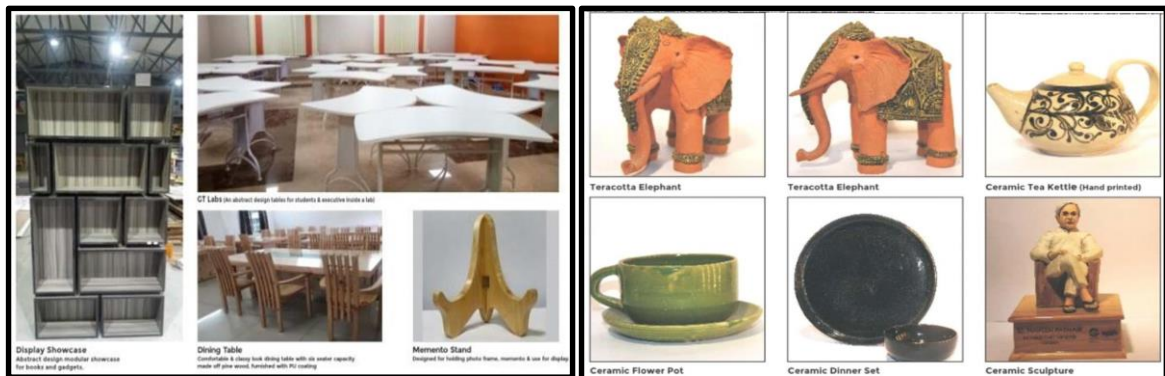 GT Labs (An abstract design tables for students & executive inside a lab)
Display Showcase
Abstract design modular showcase
for books and gadgets.
Dining Table
Comfortable & classy look dining table with six seater capacity
made off pine wood, furnished with PU coating
Memento Stand
Designed for holding photo frame, memento & use for display
Teracotta Elephant
Teracotta Elephant
Ceramic Tea Kettle (Hand printed)
Ceramic Flower Pot
Ceramic Dinner Set
Ceramic Sculpture